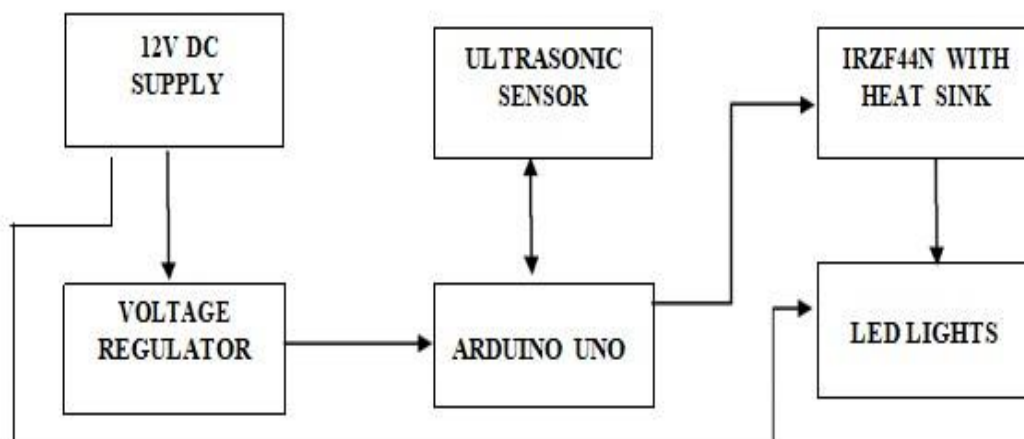 12V DC
SUPPLY
ULTRASONIC
SENSOR
IRZF44N WITH
HEAT SINK
VOLTAGE
REGULATOR
ARDUINO UNO
LED LIGHTS